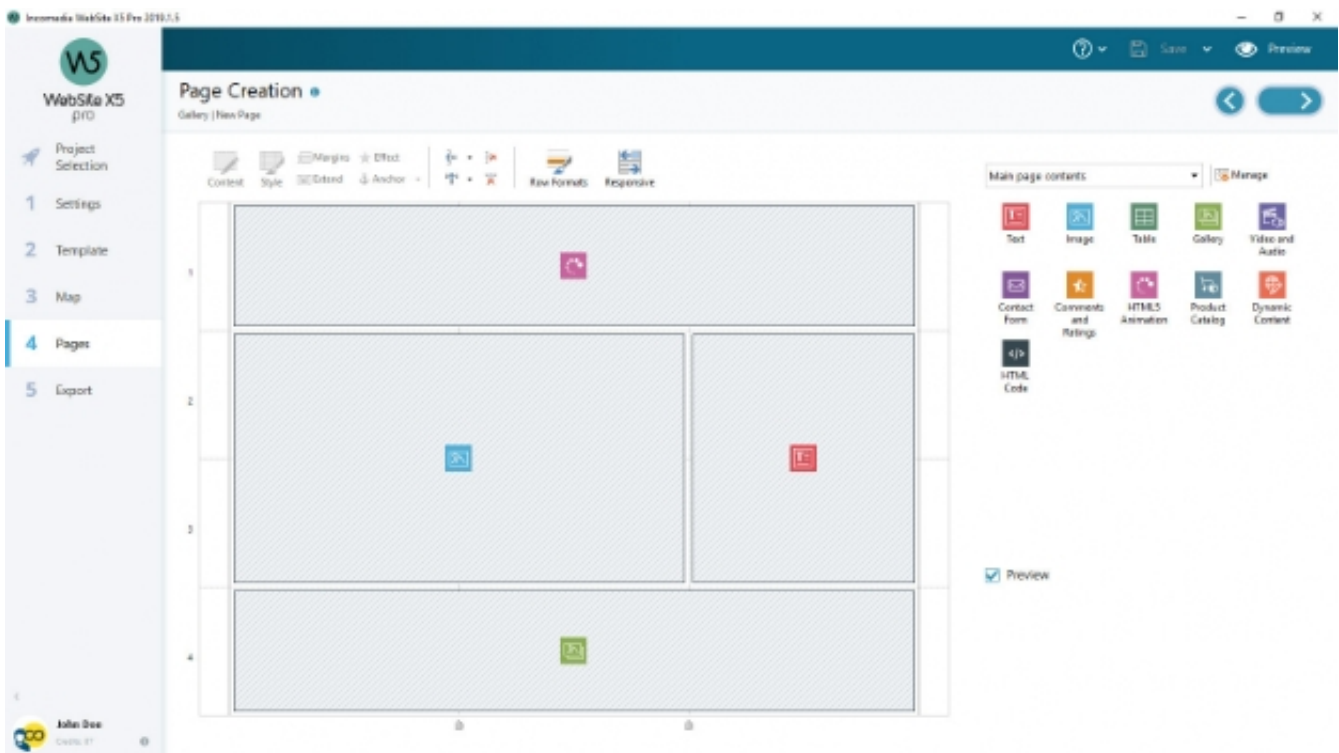 Incomedia WebSite X5 Pro 2019.1.5
Save
Preview
WebSite X5
pro
Page Creation
Gallery | New Page
Project
Selection
1 Settings
2 Template
3 Map
4 Pages
5 Export
Content
Style
Margins
Effect
Extend
Anchor
Row Formats
Responsive
1
2
3
4
Main page contents
Manage
Text
Image
Table
Gallery
Video and
Audio
Contact
Form
Comments
and
Ratings
HTML5
Animation
Product
Catalog
Dynamic
Content
HTML
Code
Preview
John Doe